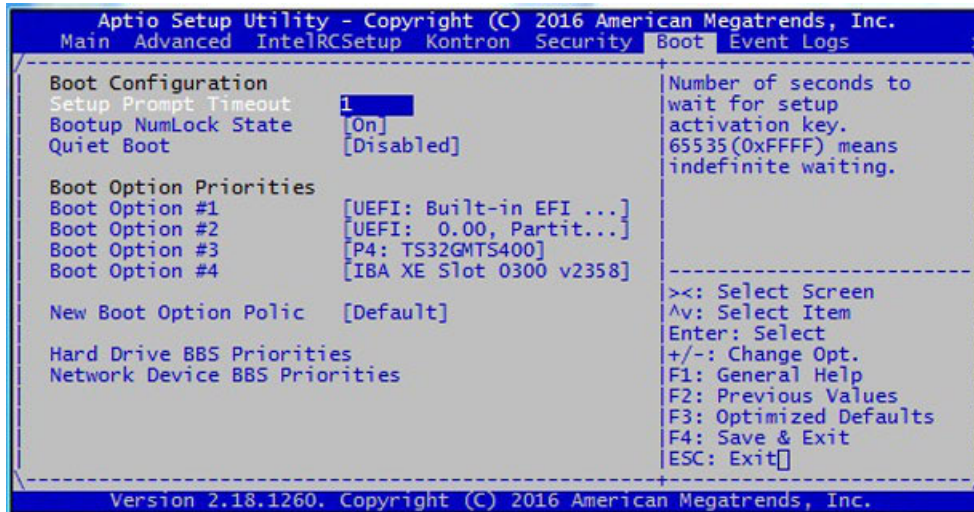 Aptio Setup Utility - Copyright (C) 2016 American Megatrends, Inc.
Main Advanced IntelRCSetup Kontron Security Boot Event Logs
Boot Configuration
Setup Prompt Timeout 1
Bootup NumLock State [On]
Quiet Boot [Disabled]
Boot Option Priorities
Boot Option #1 [UEFI: Built-in EFI ...]
Boot Option #2 [UEFI: 0.00, Partit...]
Boot Option #3 [P4: TS32GMTS400]
Boot Option #4 [IBA XE Slot 0300 v2358]
New Boot Option Polic [Default]
Hard Drive BBS Priorities
Network Device BBS Priorities
Number of seconds to
wait for setup
activation key.
65535(0xFFFF) means
indefinite waiting.
><: Select Screen
^v: Select Item
Enter: Select
+/-: Change Opt.
F1: General Help
F2: Previous Values
F3: Optimized Defaults
F4: Save & Exit
ESC: Exit
Version 2.18.1260. Copyright (C) 2016 American Megatrends, Inc.